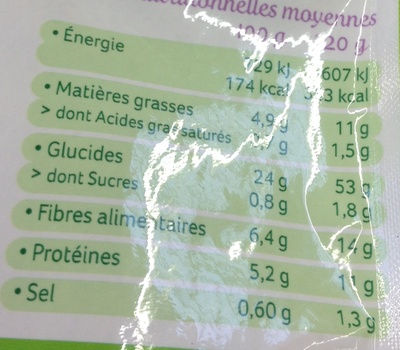 moyennes
• Énergie 607 kJ
174 kcal kcal
• Matières grasses 4,9 g 11 g
> dont Acides gras saturés 1,5 g
• Glucides 24 g 53 g
> dont Sucres 0,8 g 1,8 g
• Fibres alimentaires 6,4 g 14 g
• Protéines 5,2 g 11 g
• Sel 0,60 g 1,3 g